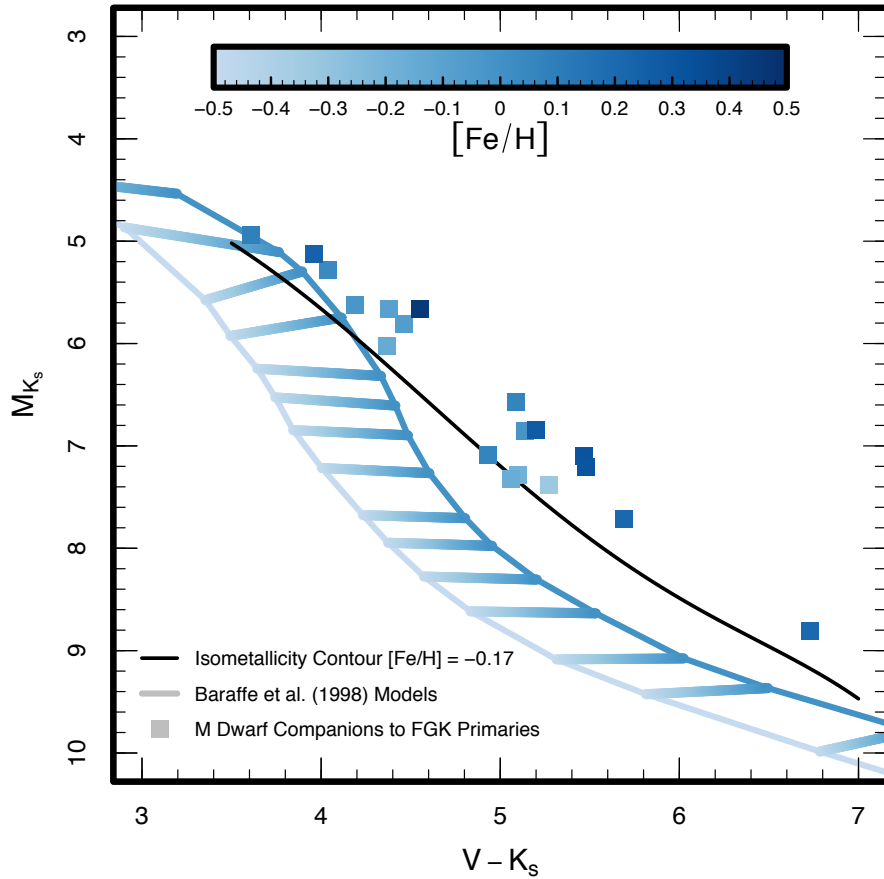 3
4
5
6
7
8
9
10
−0.5 −0.4 −0.3 −0.2 −0.1 0 0.1 0.2 0.3 0.4 0.5
[Fe/H]
M_{K_s}
Isometallicity Contour [Fe/H] = −0.17
Baraffe et al. (1998) Models
M Dwarf Companions to FGK Primaries
3 4 5 6 7
V − K_s